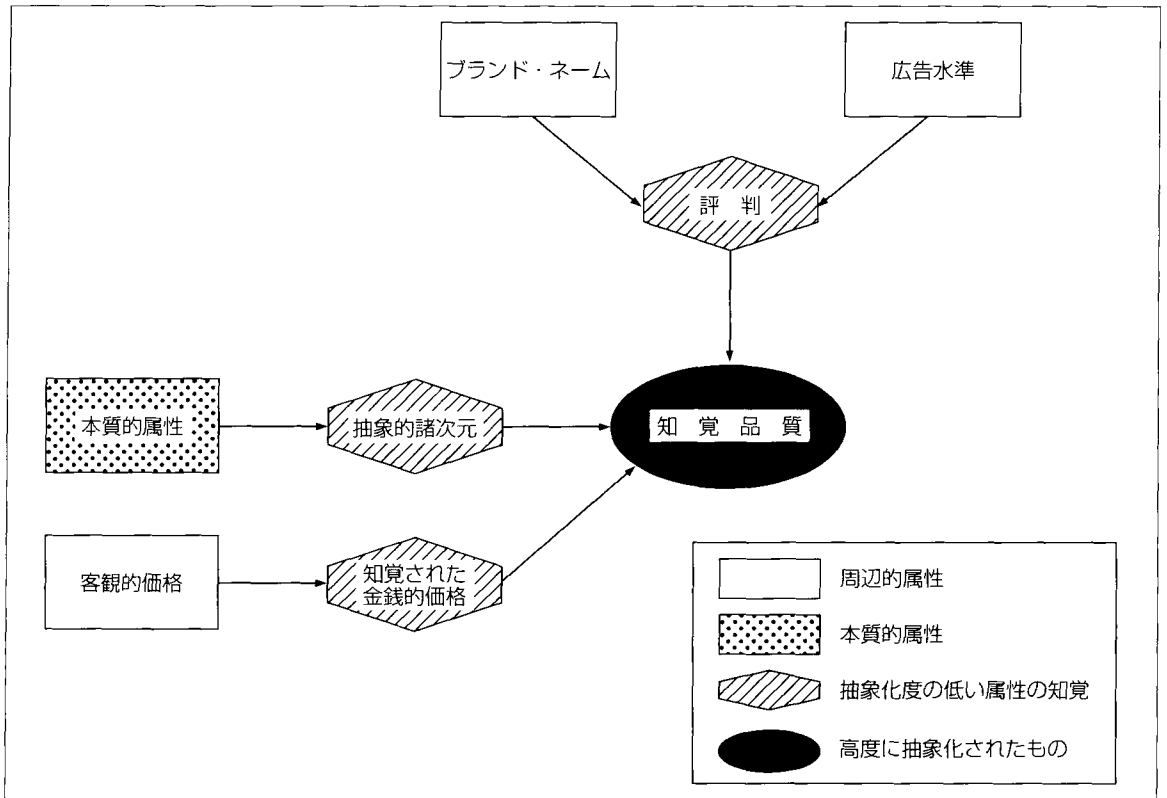 ブランド・ネーム
広告水準
評 判
本質的属性
抽象的諸次元
知 覚 品 質
客観的価格
知覚された
金銭的価格
周辺的属性
本質的属性
抽象化度の低い属性の知覚
高度に抽象化されたもの